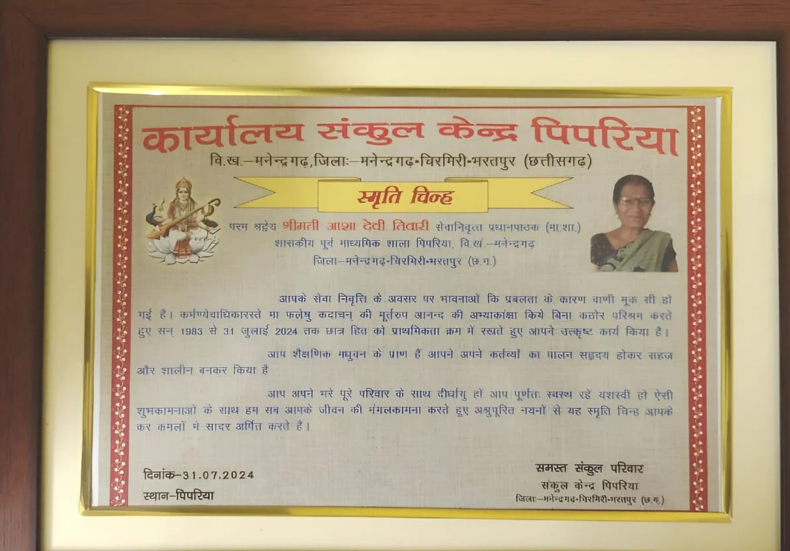 कार्यालय संकुल केन्द्र पिपरिया
वि.ख.–मनेन्द्रगढ़,जिलाः–मनेन्द्रगढ़-चिरमिरी-भरतपुर (छत्तीसगढ़)
स्मृति चिन्ह
परम श्रद्धेय श्रीमती आशा देवी तिवारी सेवानिवृत्त प्रधानपाठक (मा.शा.)
शासकीय पूर्व माध्यमिक शाला पिपरिया, वि.खं.–मनेन्द्रगढ़
जिला–मनेन्द्रगढ़-चिरमिरी-भरतपुर (छ.ग.)
आपके सेवा निवृत्ति के अवसर पर भावनाओं कि प्रबलता के कारण वाणी मूक सी हो
गई है। कर्मण्येवाधिकारस्ते मा फलेषु कदाचन की मूर्तरुप आनन्द की अभ्याकांक्षा किये बिना कठोर परिश्रम करते
हुए सन् 1983 से 31 जुलाई 2024 तक छात्र हित को प्राथमिकता क्रम में रखते हुए आपने उत्कृष्ट कार्य किया है।
आप शैक्षणिक मधुवन के प्राण हैं आपने अपने कर्तव्यों का पालन सहृदय होकर सहज
और शालीन बनकर किया है
आप अपने भरे पूरे परिवार के साथ दीर्घायु हों आप पूर्णतः स्वस्थ रहें यशस्वी हो ऐसी
शुभकामनाओं के साथ हम सब आपके जीवन की मंगलकामना करते हुए अश्रुपूरित नयनों से यह स्मृति चिन्ह आपके
कर कमलों मे सादर अर्पित करते हैं।
दिनांक-31.07.2024
स्थान-पिपरिया
समस्त संकुल परिवार
संकुल केन्द्र पिपरिया
जिलाः–मनेन्द्रगढ़-चिरमिरी-भरतपुर (छ.ग.)